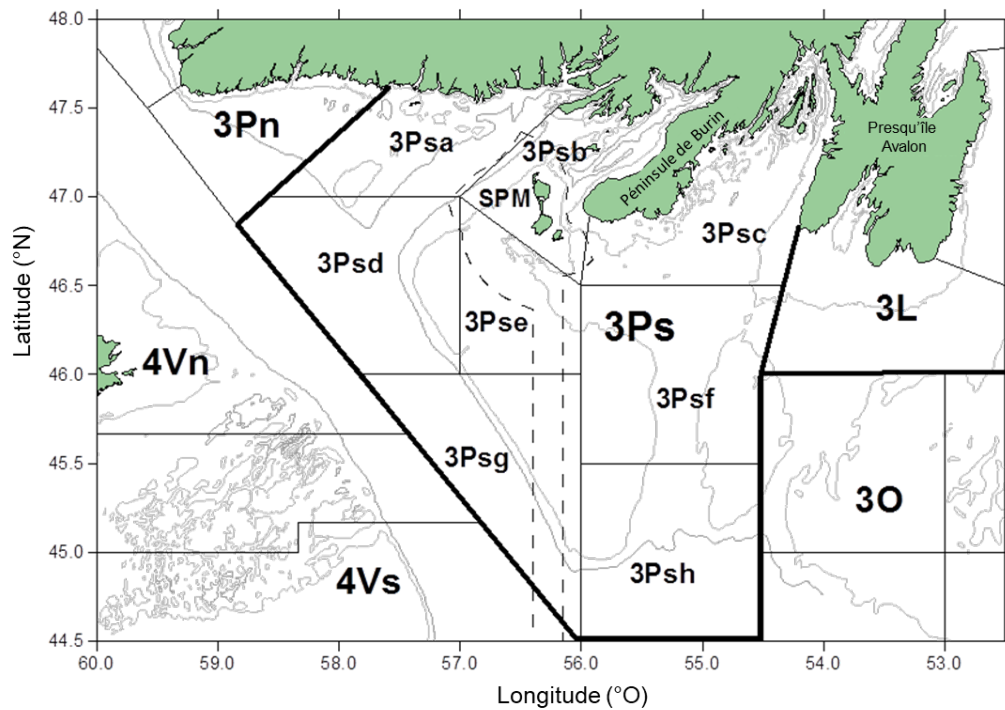 48.0
47.5
47.0
46.5
46.0
45.5
45.0
44.5
Latitude (°N)
3Pn
3Psa
3Psb
SPM
Péninsule de Burin
Presqu’île
Avalon
3Psc
3Psd
3Pse
3Ps
3L
4Vn
3Psf
3Psg
3O
4Vs
3Psh
60.0
59.0
58.0
57.0
56.0
55.0
54.0
53.0
Longitude (°O)